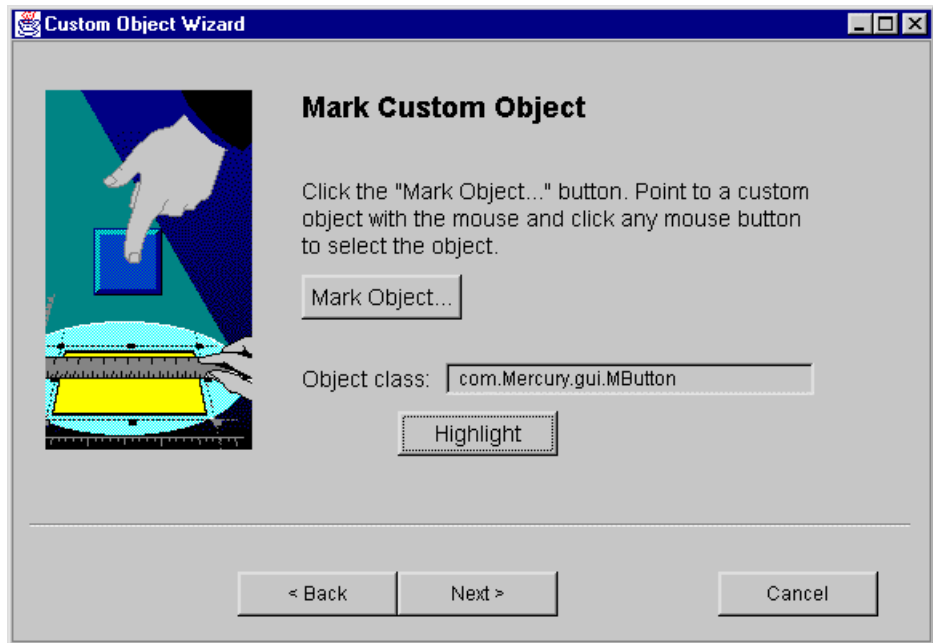 Custom Object Wizard
Mark Custom Object
Click the "Mark Object..." button. Point to a custom
object with the mouse and click any mouse button
to select the object.
Mark Object...
Object class: com.Mercury.gui.MButton
Highlight
< Back Next > Cancel